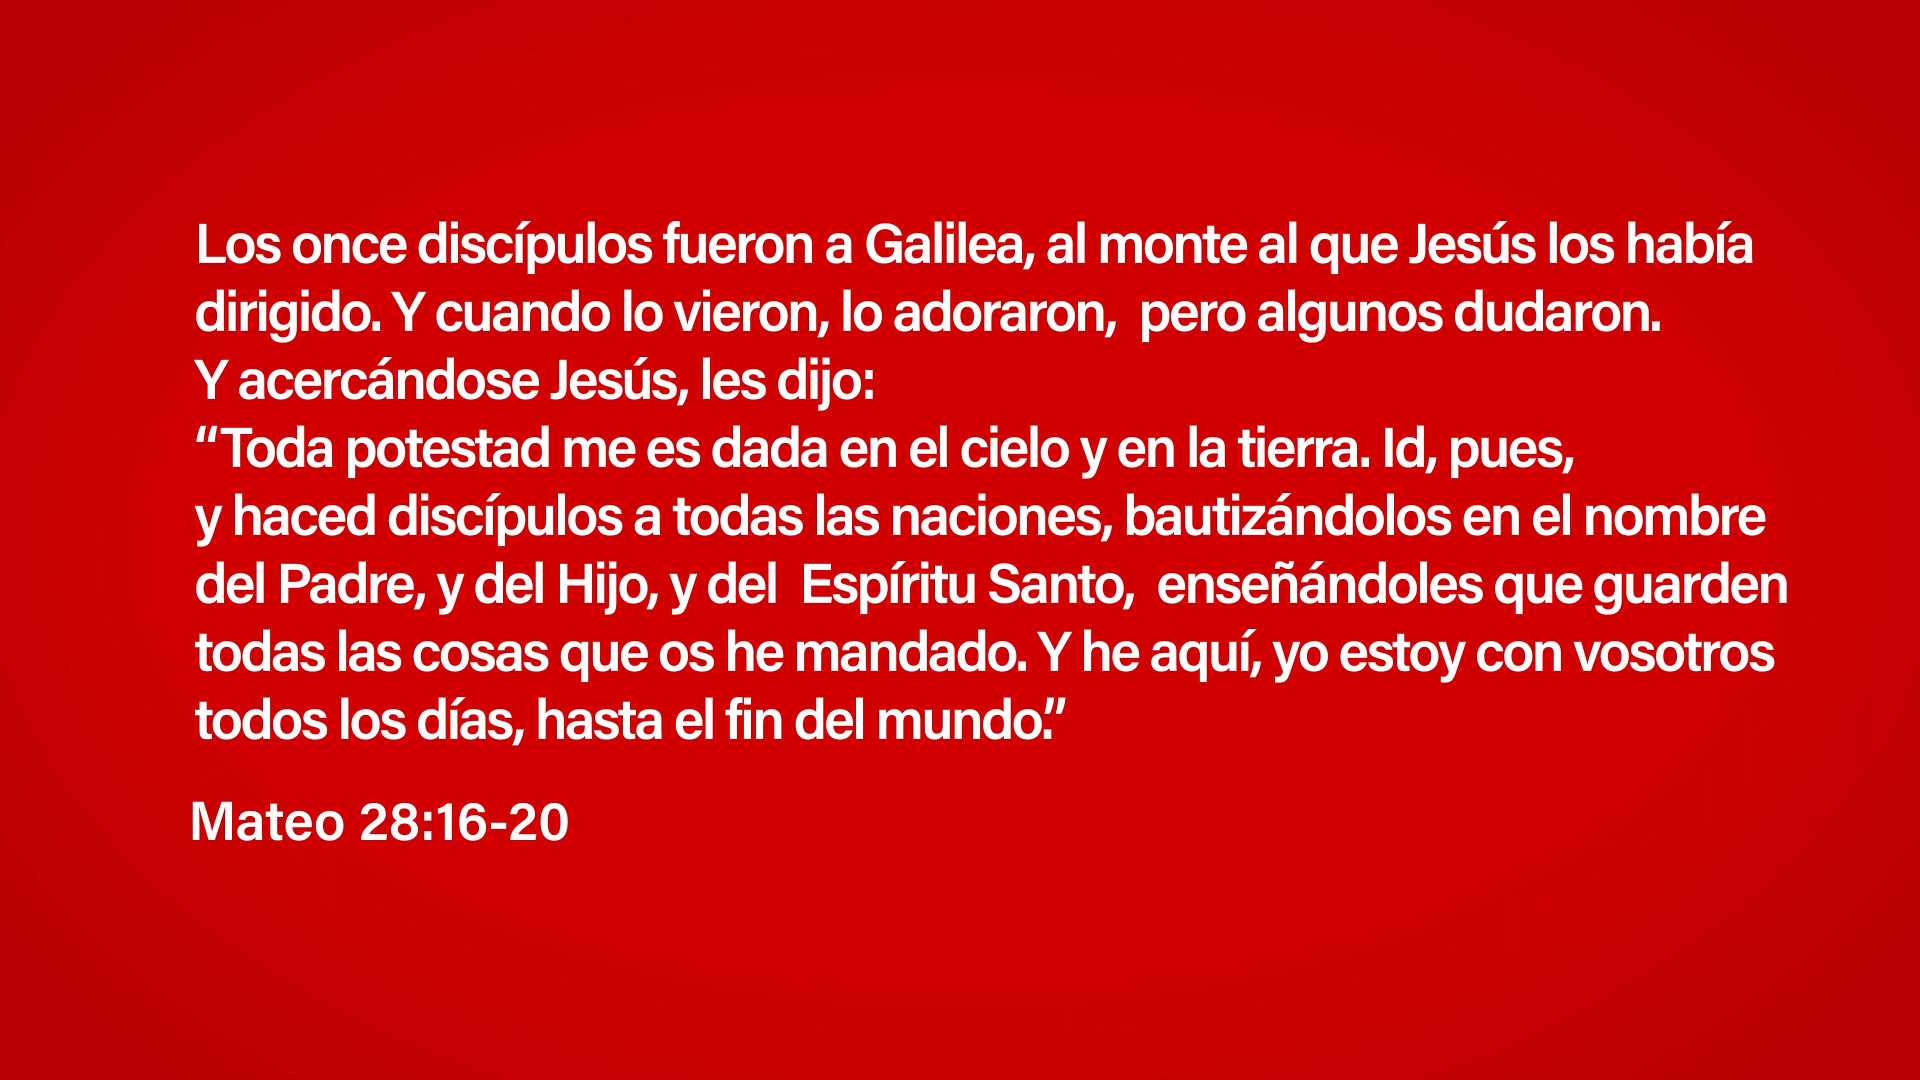 Los once discípulos fueron a Galilea, al monte al que Jesús los había
dirigido. Y cuando lo vieron, lo adoraron,  pero algunos dudaron.
Y acercándose Jesús, les dijo:
“Toda potestad me es dada en el cielo y en la tierra. Id, pues,
y haced discípulos a todas las naciones, bautizándolos en el nombre
del Padre, y del Hijo, y del  Espíritu Santo,  enseñándoles que guarden
todas las cosas que os he mandado. Y he aquí, yo estoy con vosotros
todos los días, hasta el fin del mundo.”
Mateo 28:16-20